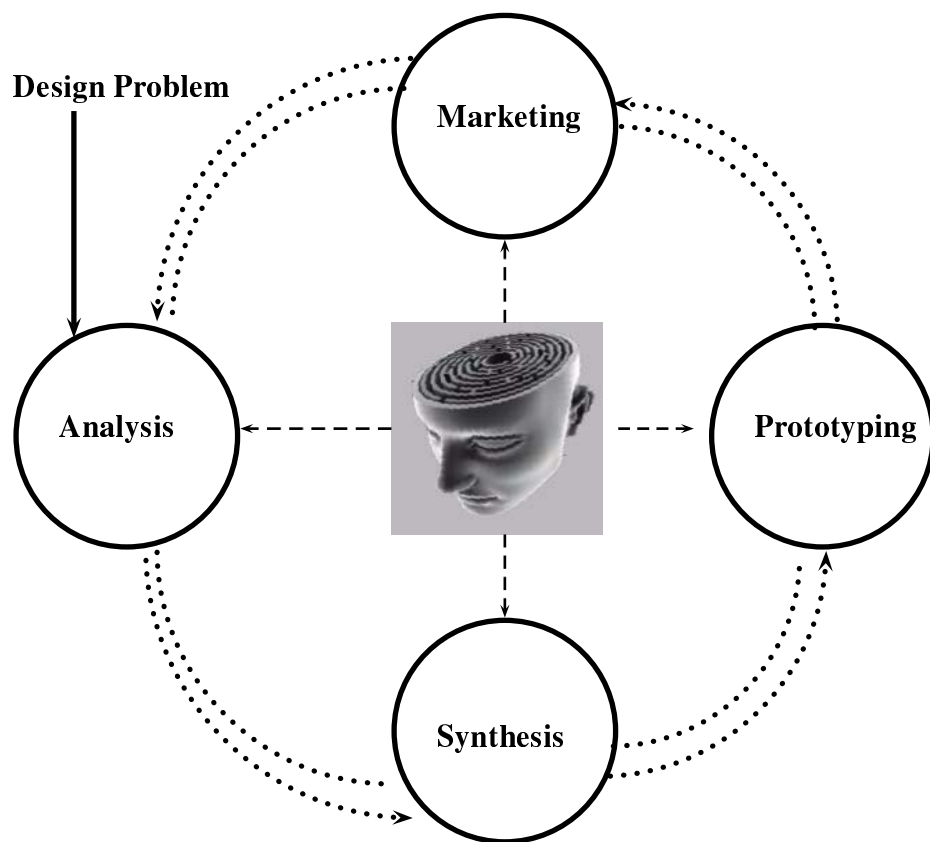 Design Problem
Marketing
Analysis
Prototyping
Synthesis